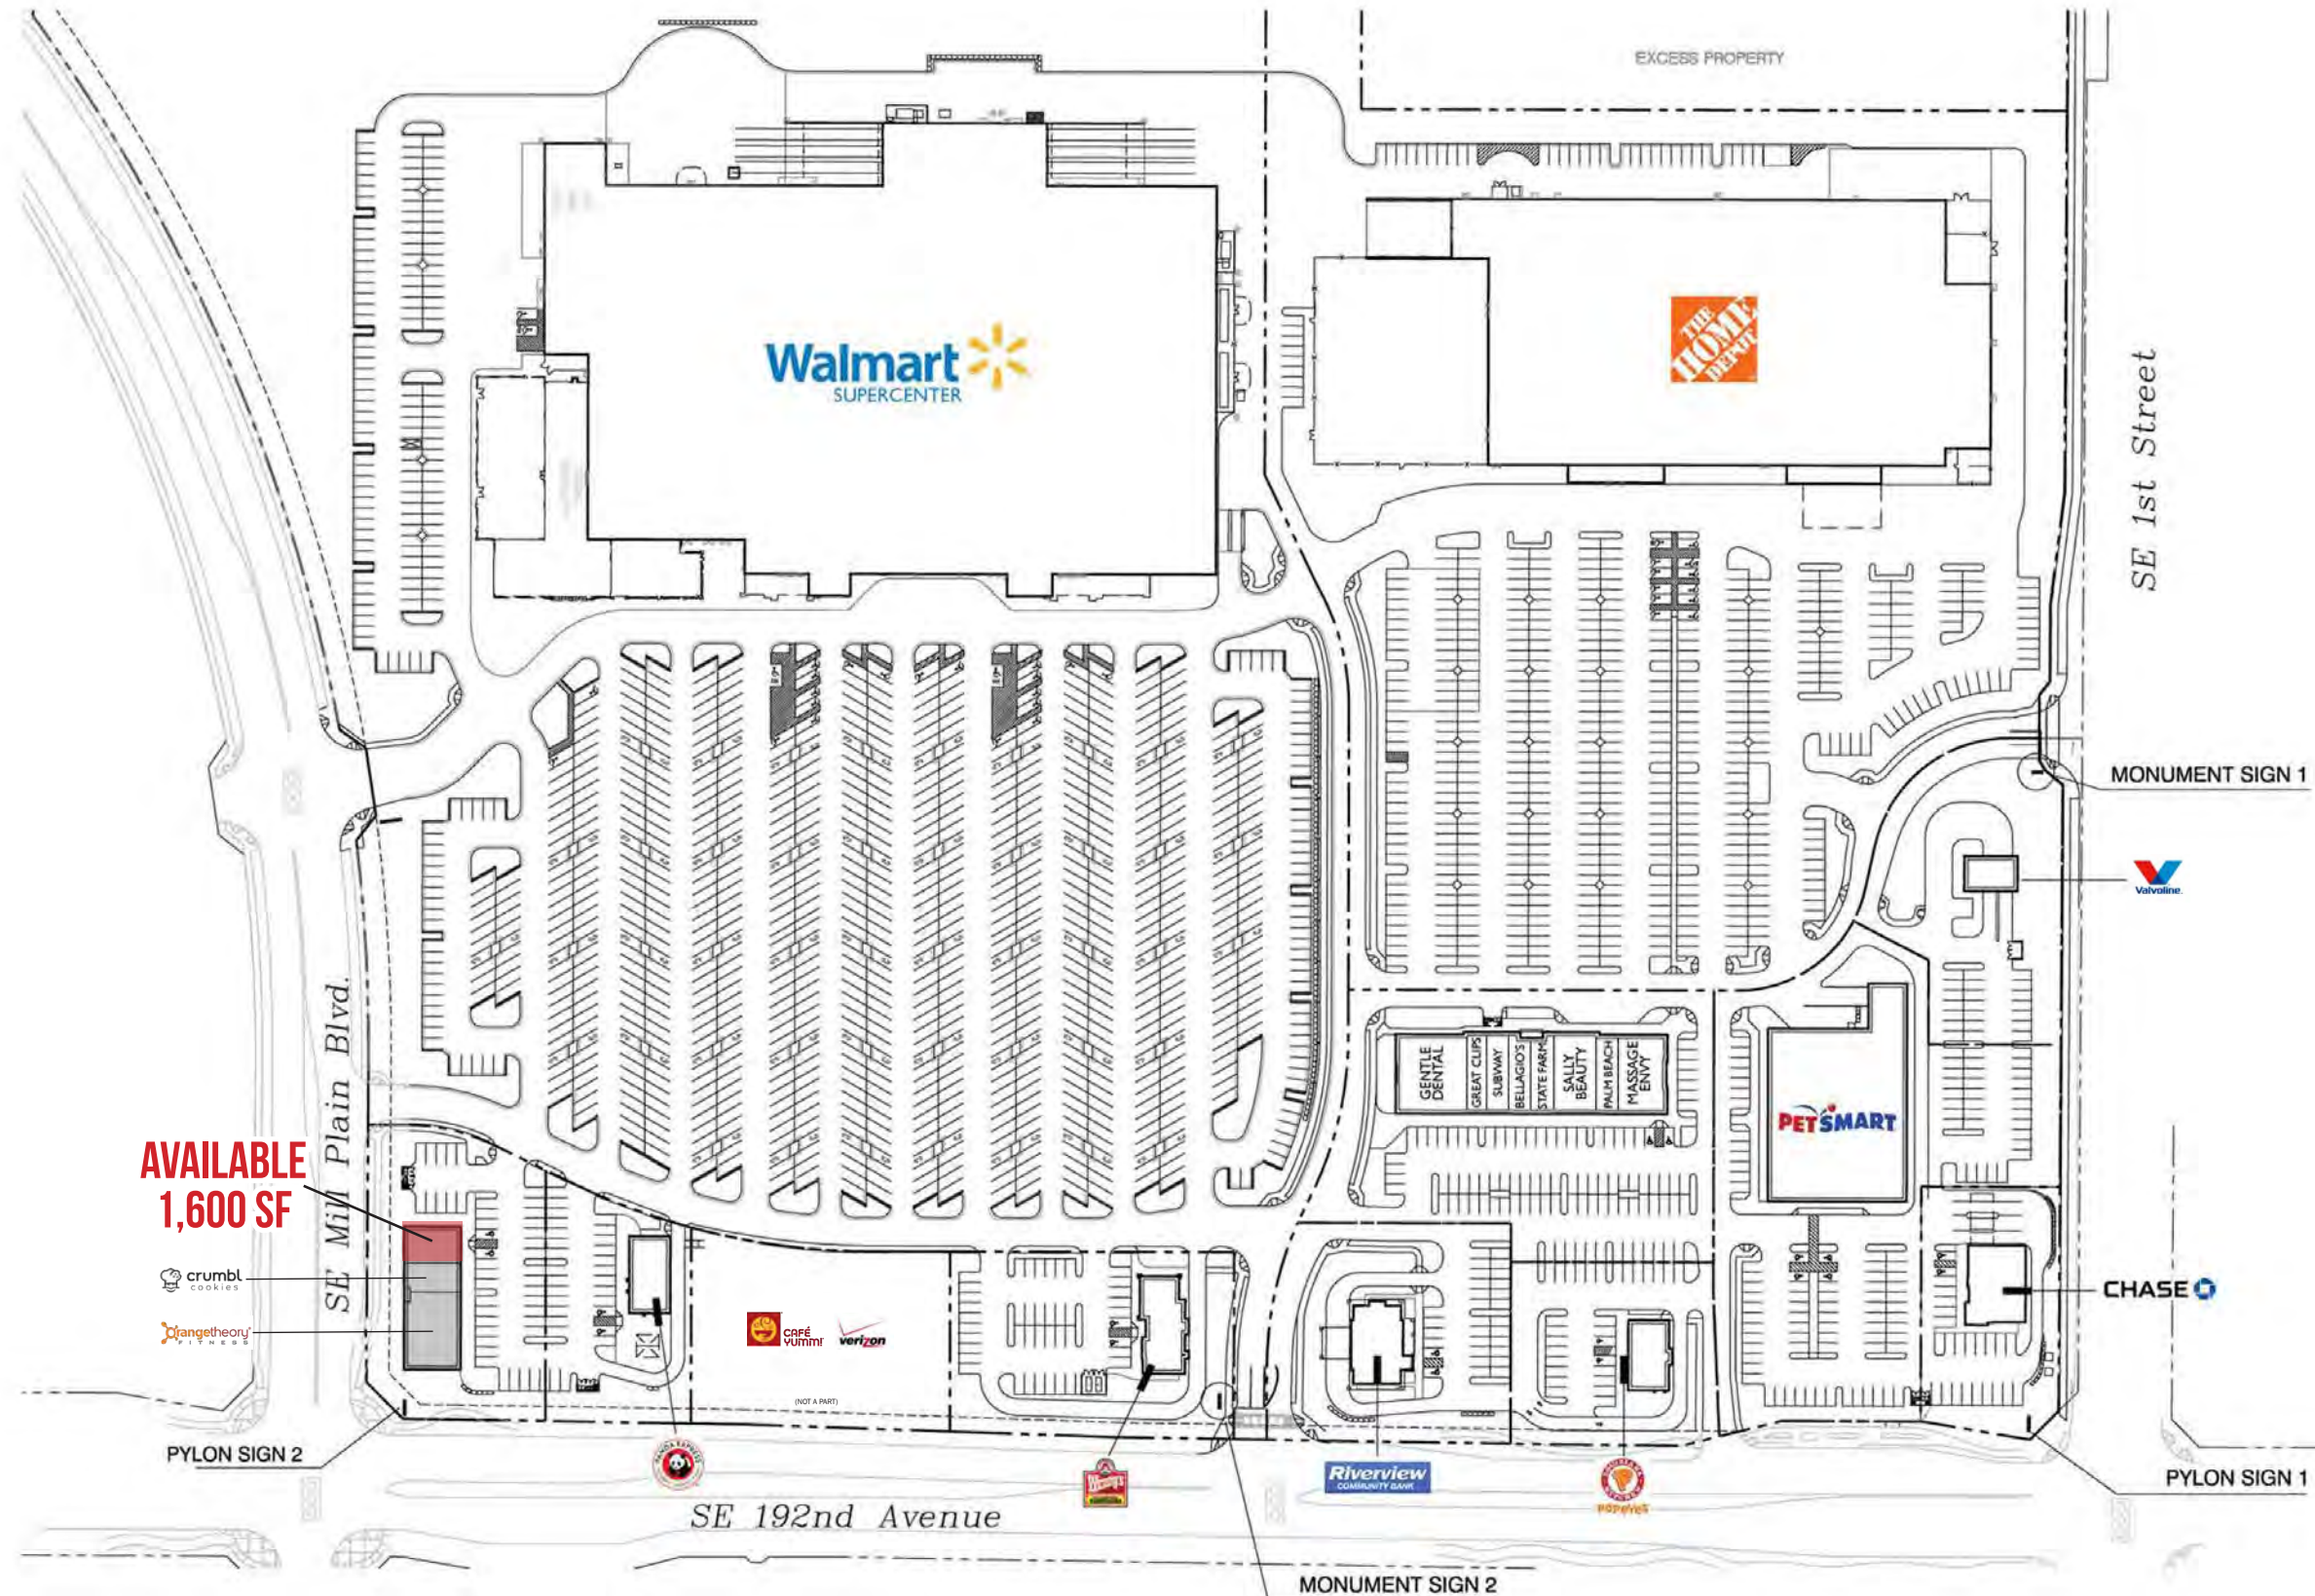 EXCESS PROPERTY
Walmart
SUPERCENTER
THE
HOME
DEPOT
SE 1st Street
MONUMENT SIGN 1
Valvoline
SE Mill Plain Blvd.
GENTLE
DENTAL
GREAT CLIPS
SUBWAY
BELLAGIO'S
STATE FARM
SALLY
BEAUTY
PALM BEACH
MASSAGE
ENVY
PETSMART
AVAILABLE
1,600 SF
crumbl
cookies
Orangetheory
FITNESS
CAFÉ
YUMM!
verizon
(NOT A PART)
CHASE
PYLON SIGN 2
PANDA EXPRESS
Wendy's
Riverview
COMMUNITY BANK
POPEYES
PYLON SIGN 1
SE 192nd Avenue
MONUMENT SIGN 2